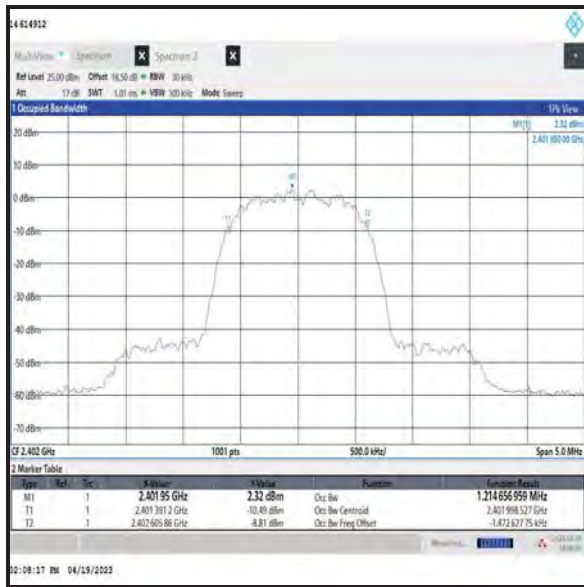 14 614912
MultiView Spectrum X Spectrum 2 X
Ref Level 25.00 dBm Offset 18.50 dB RBW 30 kHz
Att 17 dB SWT 1.01 ms VBW 100 kHz Mode Sweep
1 Occupied Bandwidth 1Pk View
M1[1] 2.32 dBm
2.401 950 00 GHz
20 dBm
10 dBm
M1
0 dBm
T1 T2
-10 dBm
-20 dBm
-30 dBm
-40 dBm
-50 dBm
-60 dBm
-70 dBm
CF 2.402 GHz 1001 pts 500.0 kHz/ Span 5.0 MHz
2 Marker Table
Type Ref Trc X-Value Y-Value Function Function Result
M1 1 2.401 95 GHz 2.32 dBm Occ Bw 1.214 656 959 MHz
T1 1 2.401 391 2 GHz -10.49 dBm Occ Bw Centroid 2.401 998 527 GHz
T2 1 2.402 605 86 GHz -8.81 dBm Occ Bw Freq Offset -1.472 627 75 kHz
02:08:17 PM 04/19/2023